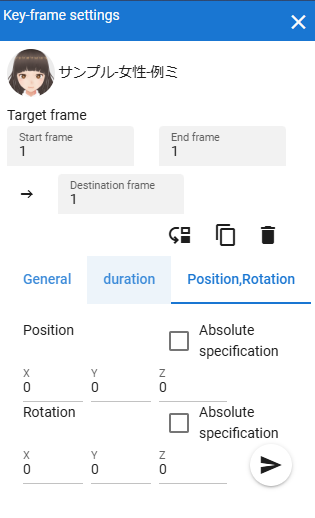 Key-frame settings
サンプル-女性-例ミ
Target frame
Start frame
1
End frame
1
Destination frame
1
General
duration
Position,Rotation
Position
Absolute
specification
X
0
Y
0
Z
0
Rotation
Absolute
specification
X
0
Y
0
Z
0